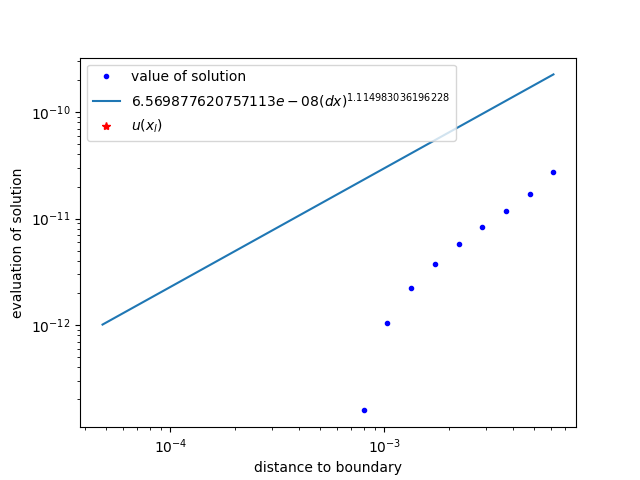 value of solution
6.569877620757113e − 08(dx)^1.114983036196228
u(x_l)
evaluation of solution
10^−10
10^−11
10^−12
10^−4
10^−3
distance to boundary